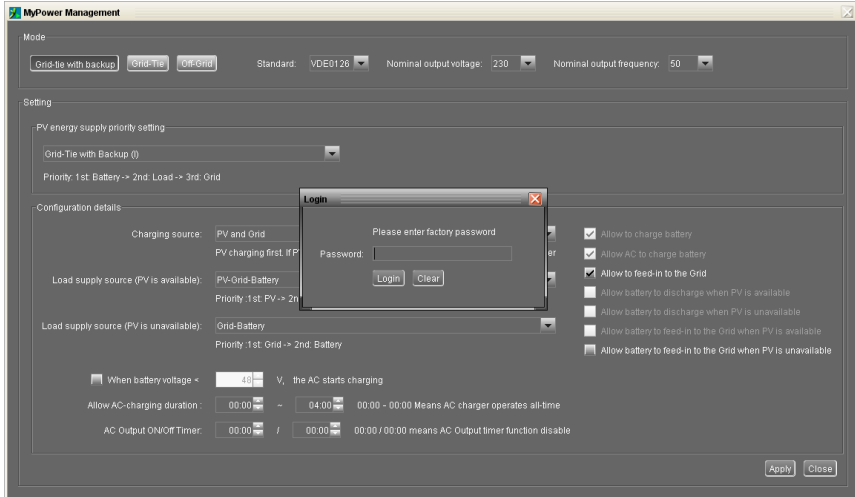 MyPower Management
Mode
Grid-tie with backup Grid-Tie Off-Grid Standard: VDE0126 Nominal output voltage: 230 Nominal output frequency: 50
Setting
PV energy supply priority setting
Grid-Tie with Backup (I)
Priority: 1st: Battery -> 2nd: Load -> 3rd: Grid
Configuration details
Login
Please enter factory password
Password:
Login Clear
Charging source: PV and Grid
PV charging first. If P er
Load supply source (PV is available): PV-Grid-Battery
Priority :1st: PV -> 2n
Load supply source (PV is unavailable): Grid-Battery
Priority :1st: Grid -> 2nd: Battery
Allow to charge battery
Allow AC to charge battery
Allow to feed-in to the Grid
Allow battery to discharge when PV is available
Allow battery to discharge when PV is unavailable
Allow battery to feed-in to the Grid when PV is available
Allow battery to feed-in to the Grid when PV is unavailable
When battery voltage < 48 V, the AC starts charging
Allow AC-charging duration : 00:00 ~ 04:00 00:00 - 00:00 Means AC charger operates all-time
AC Output ON/Off Timer: 00:00 / 00:00 00:00 / 00:00 means AC Output timer function disable
Apply Close